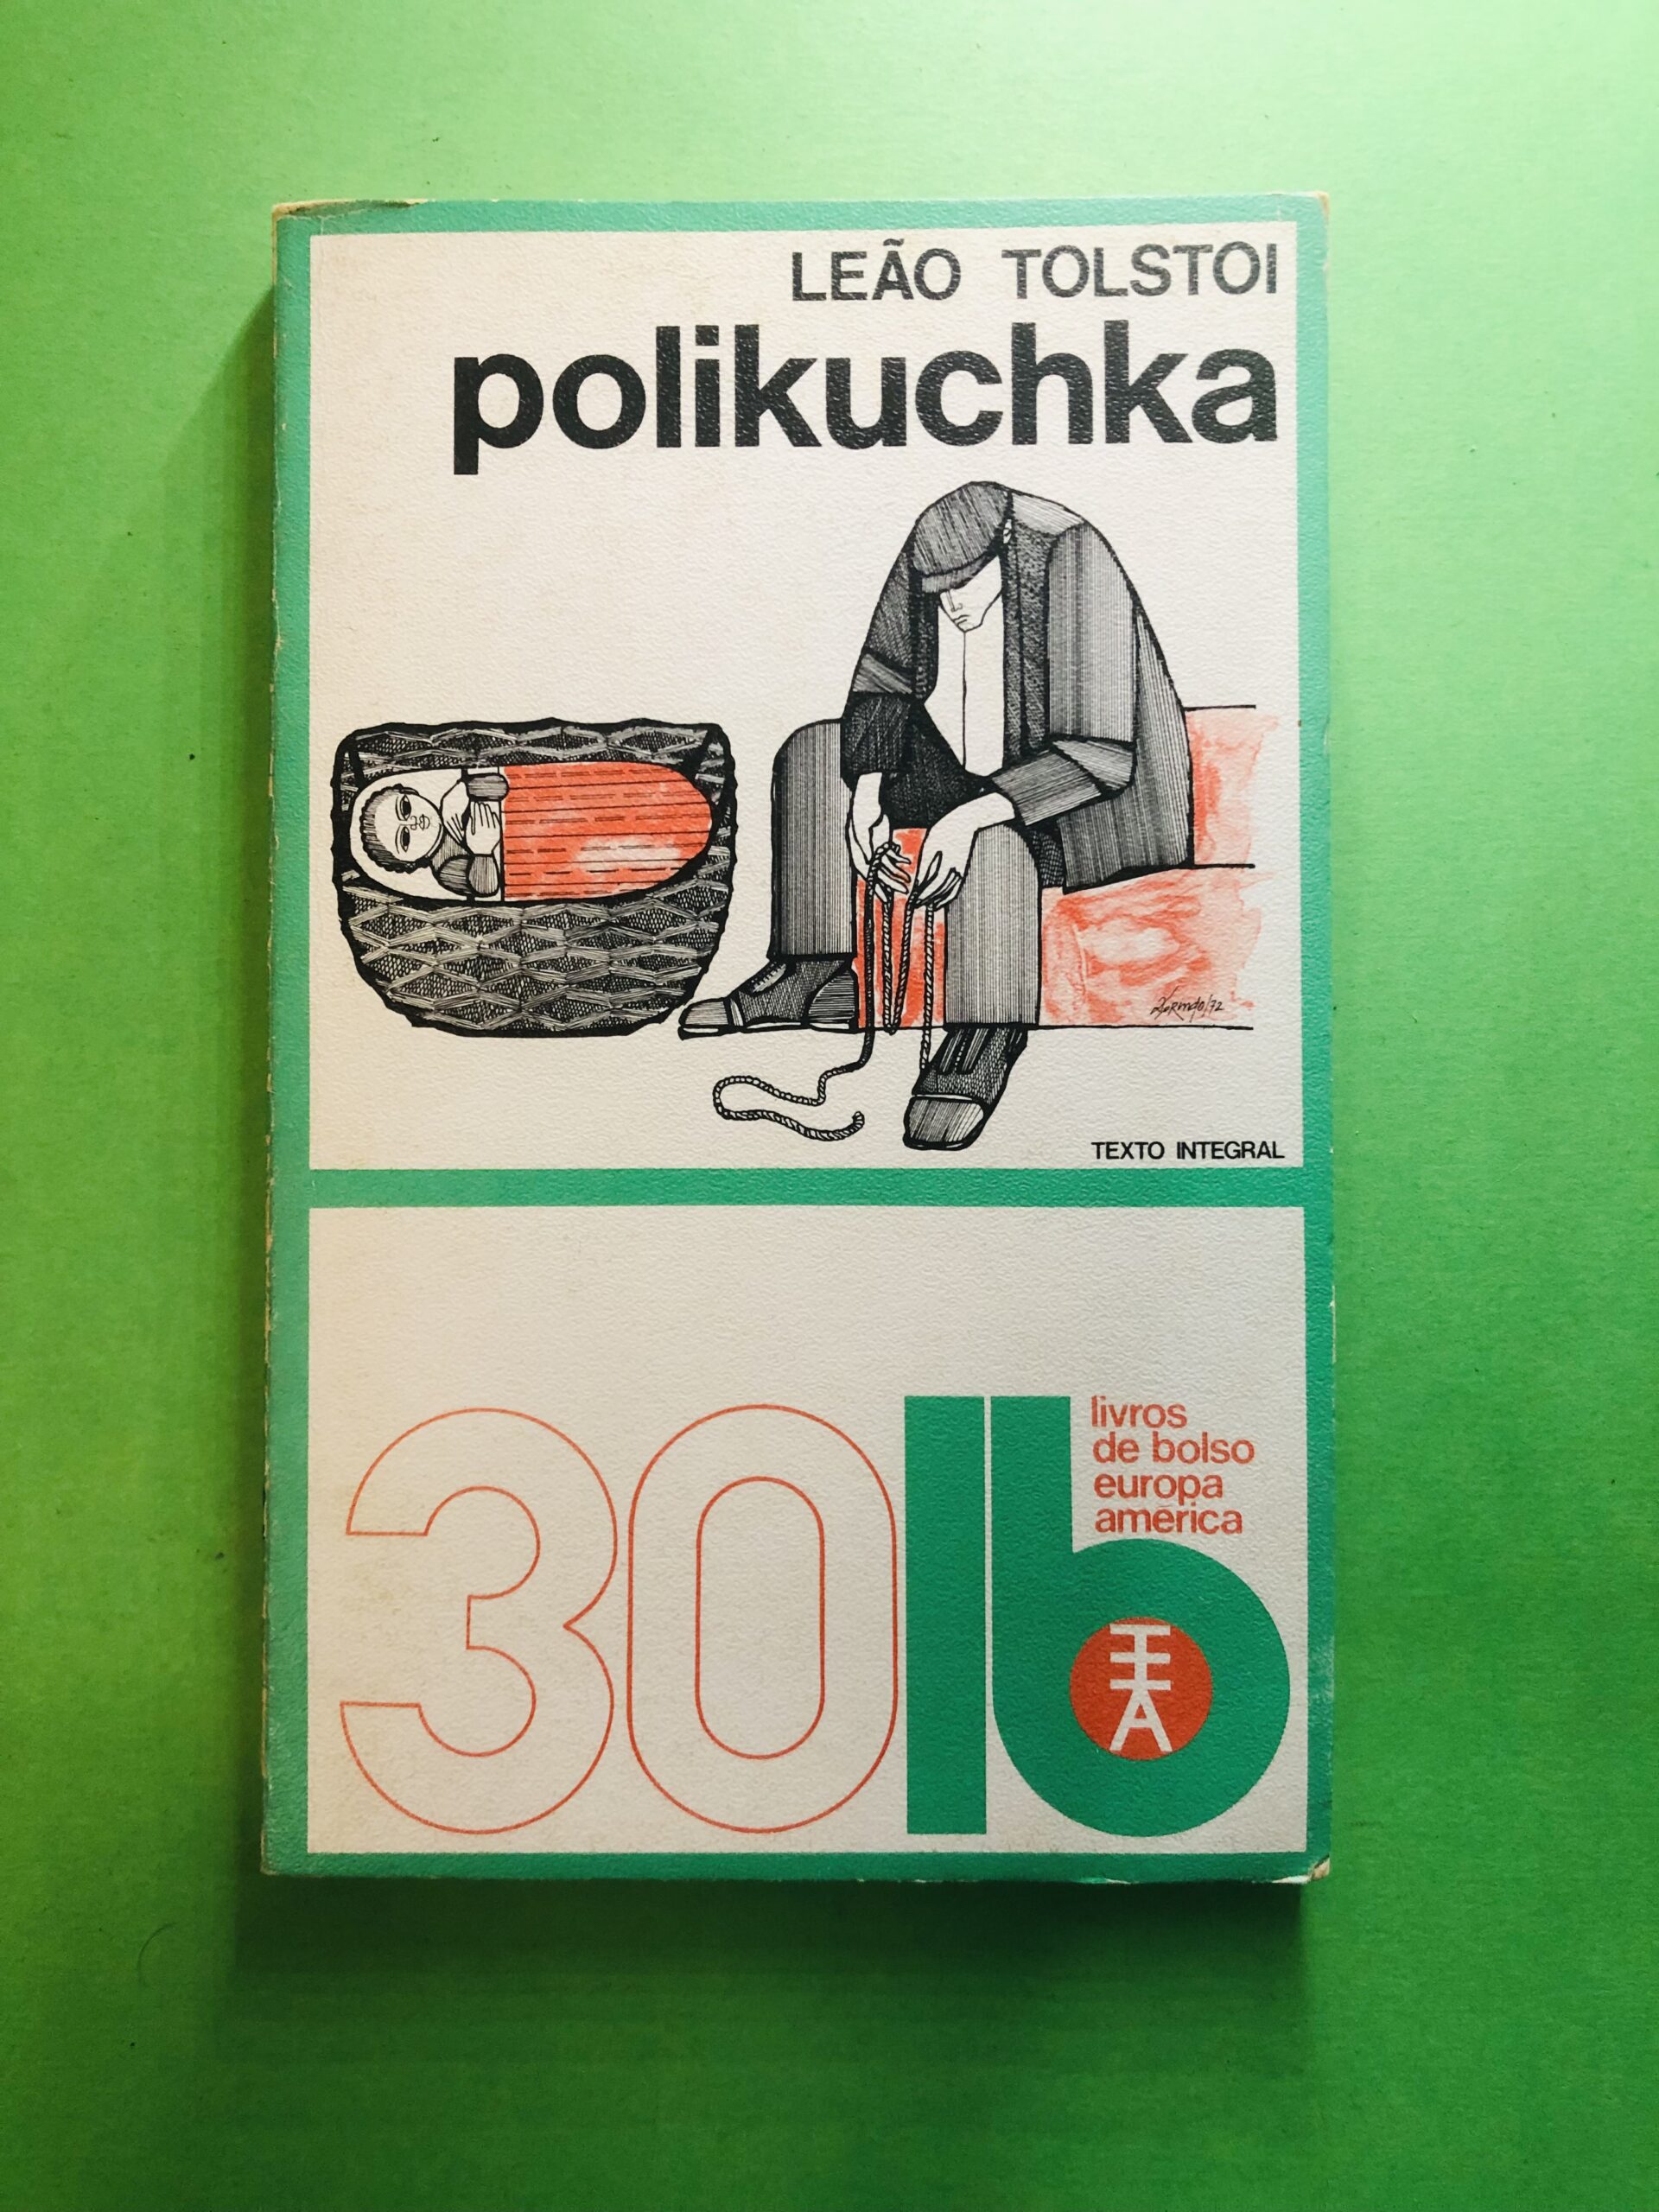 LEÃO TOLSTOI
polikuchka
TEXTO INTEGRAL
30 lb
livros
de bolso
europa
américa